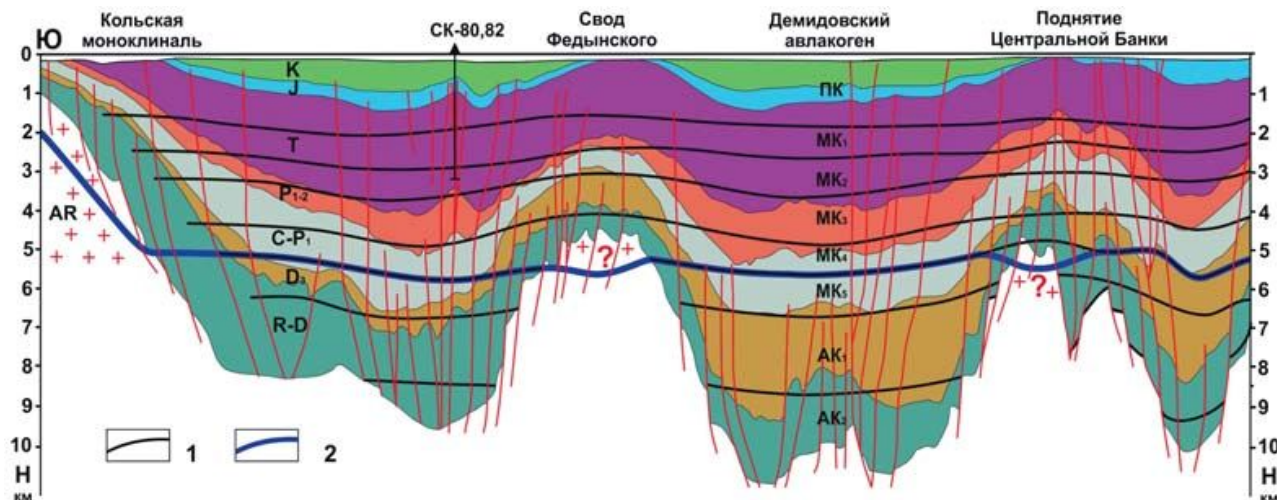 Кольская
моноклиналь
СК-80,82
Свод
Федынского
Демидовский
авлакоген
Поднятие
Центральной Банки
Ю
0
1
2
3
4
5
6
7
8
9
10
Н
км
K
J
T
P₁₋₂
C-P₁
D₃
R-D
AR
?
?
ПК
МК₁
МК₂
МК₃
МК₄
МК₅
АК₁
АК₂
1
2
3
4
5
6
7
8
9
10
Н
км
1
2